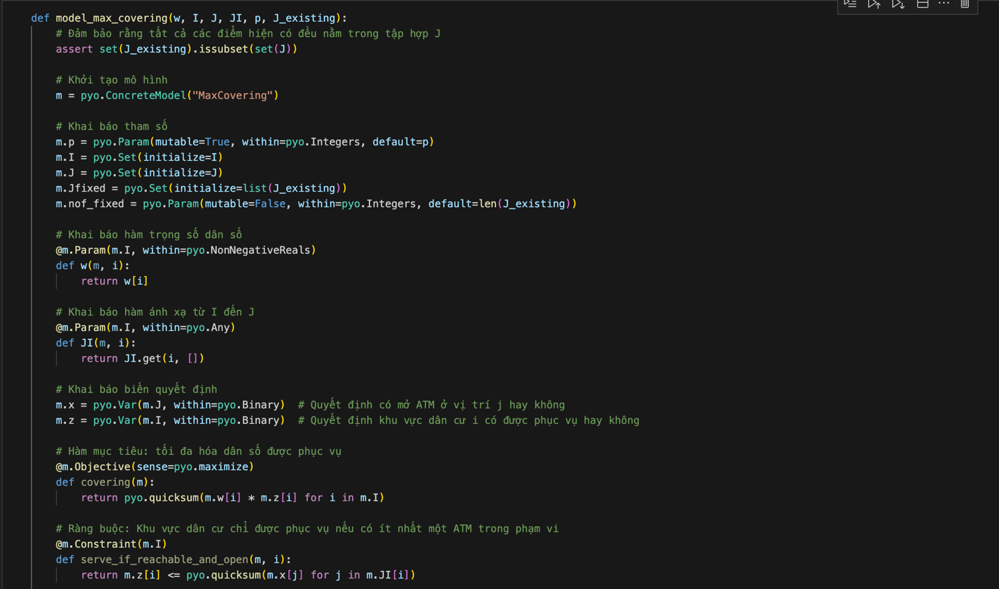 def model_max_covering(w, I, J, JI, p, J_existing):
    # Đảm bảo rằng tất cả các điểm hiện có đều nằm trong tập hợp J
    assert set(J_existing).issubset(set(J))

    # Khởi tạo mô hình
    m = pyo.ConcreteModel("MaxCovering")

    # Khai báo tham số
    m.p = pyo.Param(mutable=True, within=pyo.Integers, default=p)
    m.I = pyo.Set(initialize=I)
    m.J = pyo.Set(initialize=J)
    m.Jfixed = pyo.Set(initialize=list(J_existing))
    m.nof_fixed = pyo.Param(mutable=False, within=pyo.Integers, default=len(J_existing))

    # Khai báo hàm trọng số dân số
    @m.Param(m.I, within=pyo.NonNegativeReals)
    def w(m, i):
        return w[i]

    # Khai báo hàm ánh xạ từ I đến J
    @m.Param(m.I, within=pyo.Any)
    def JI(m, i):
        return JI.get(i, [])

    # Khai báo biến quyết định
    m.x = pyo.Var(m.J, within=pyo.Binary)  # Quyết định có mở ATM ở vị trí j hay không
    m.z = pyo.Var(m.I, within=pyo.Binary)  # Quyết định khu vực dân cư i có được phục vụ hay không

    # Hàm mục tiêu: tối đa hóa dân số được phục vụ
    @m.Objective(sense=pyo.maximize)
    def covering(m):
        return pyo.quicksum(m.w[i] * m.z[i] for i in m.I)

    # Ràng buộc: Khu vực dân cư chỉ được phục vụ nếu có ít nhất một ATM trong phạm vi
    @m.Constraint(m.I)
    def serve_if_reachable_and_open(m, i):
        return m.z[i] <= pyo.quicksum(m.x[j] for j in m.JI[i])